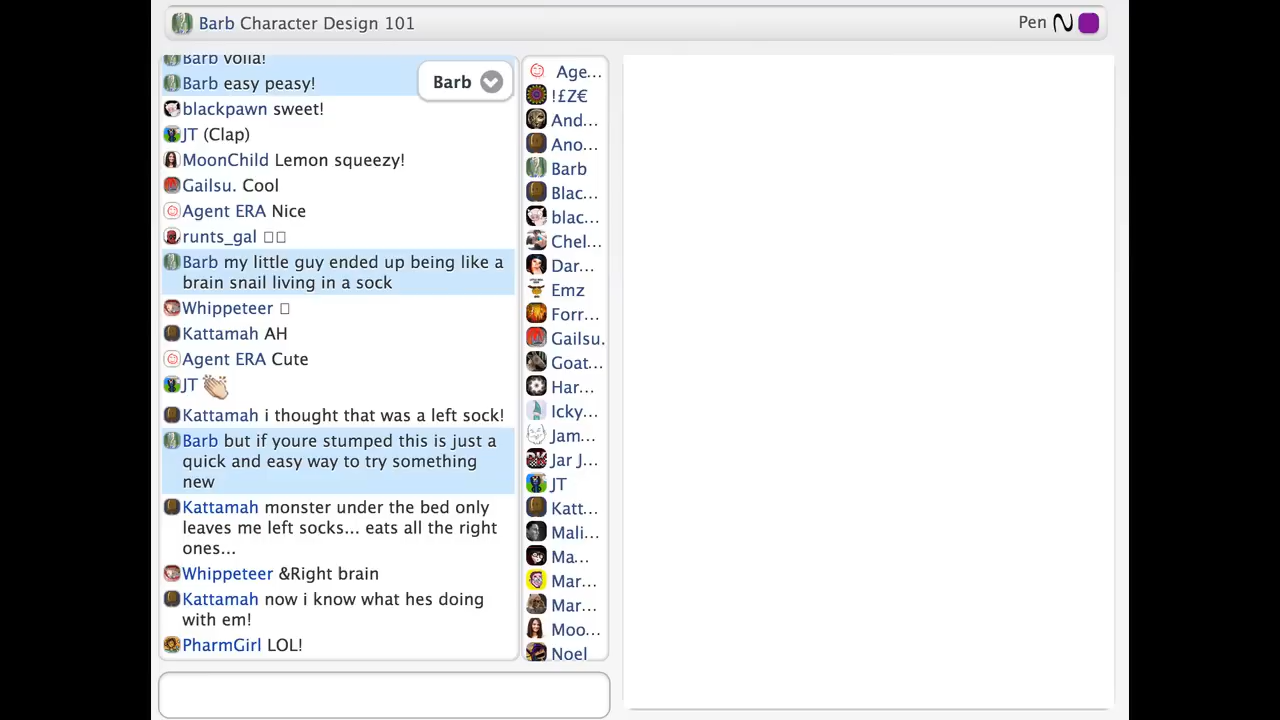 Barb Character Design 101
Pen
Barb voila!
Barb easy peasy!
Barb
blackpawn sweet!
JT (Clap)
MoonChild Lemon squeezy!
Gailsu. Cool
Agent ERA Nice
runts_gal
Barb my little guy ended up being like a
brain snail living in a sock
Whippeteer
Kattamah AH
Agent ERA Cute
JT 👏
Kattamah i thought that was a left sock!
Barb but if youre stumped this is just a
quick and easy way to try something
new
Kattamah monster under the bed only
leaves me left socks... eats all the right
ones...
Whippeteer &Right brain
Kattamah now i know what hes doing
with em!
PharmGirl LOL!
Age...
!£Z€
And...
Ano...
Barb
Blac...
blac...
Chel...
Dar...
Emz
Forr...
Gailsu.
Goat...
Har...
Icky...
Jam...
Jar J...
JT
Katt...
Mali...
Ma...
Mar...
Mar...
Moo...
Noel